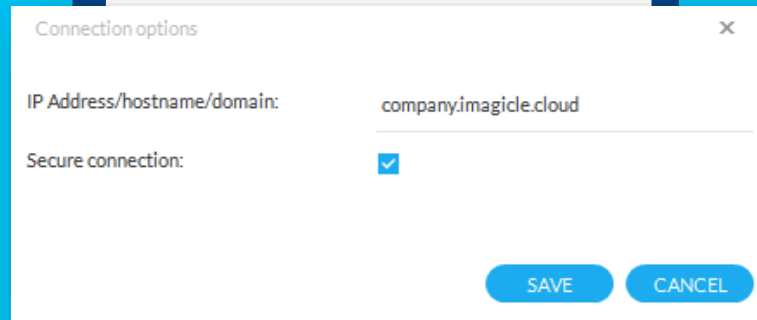 Connection options
IP Address/hostname/domain: company.imagicle.cloud
Secure connection:
SAVE CANCEL